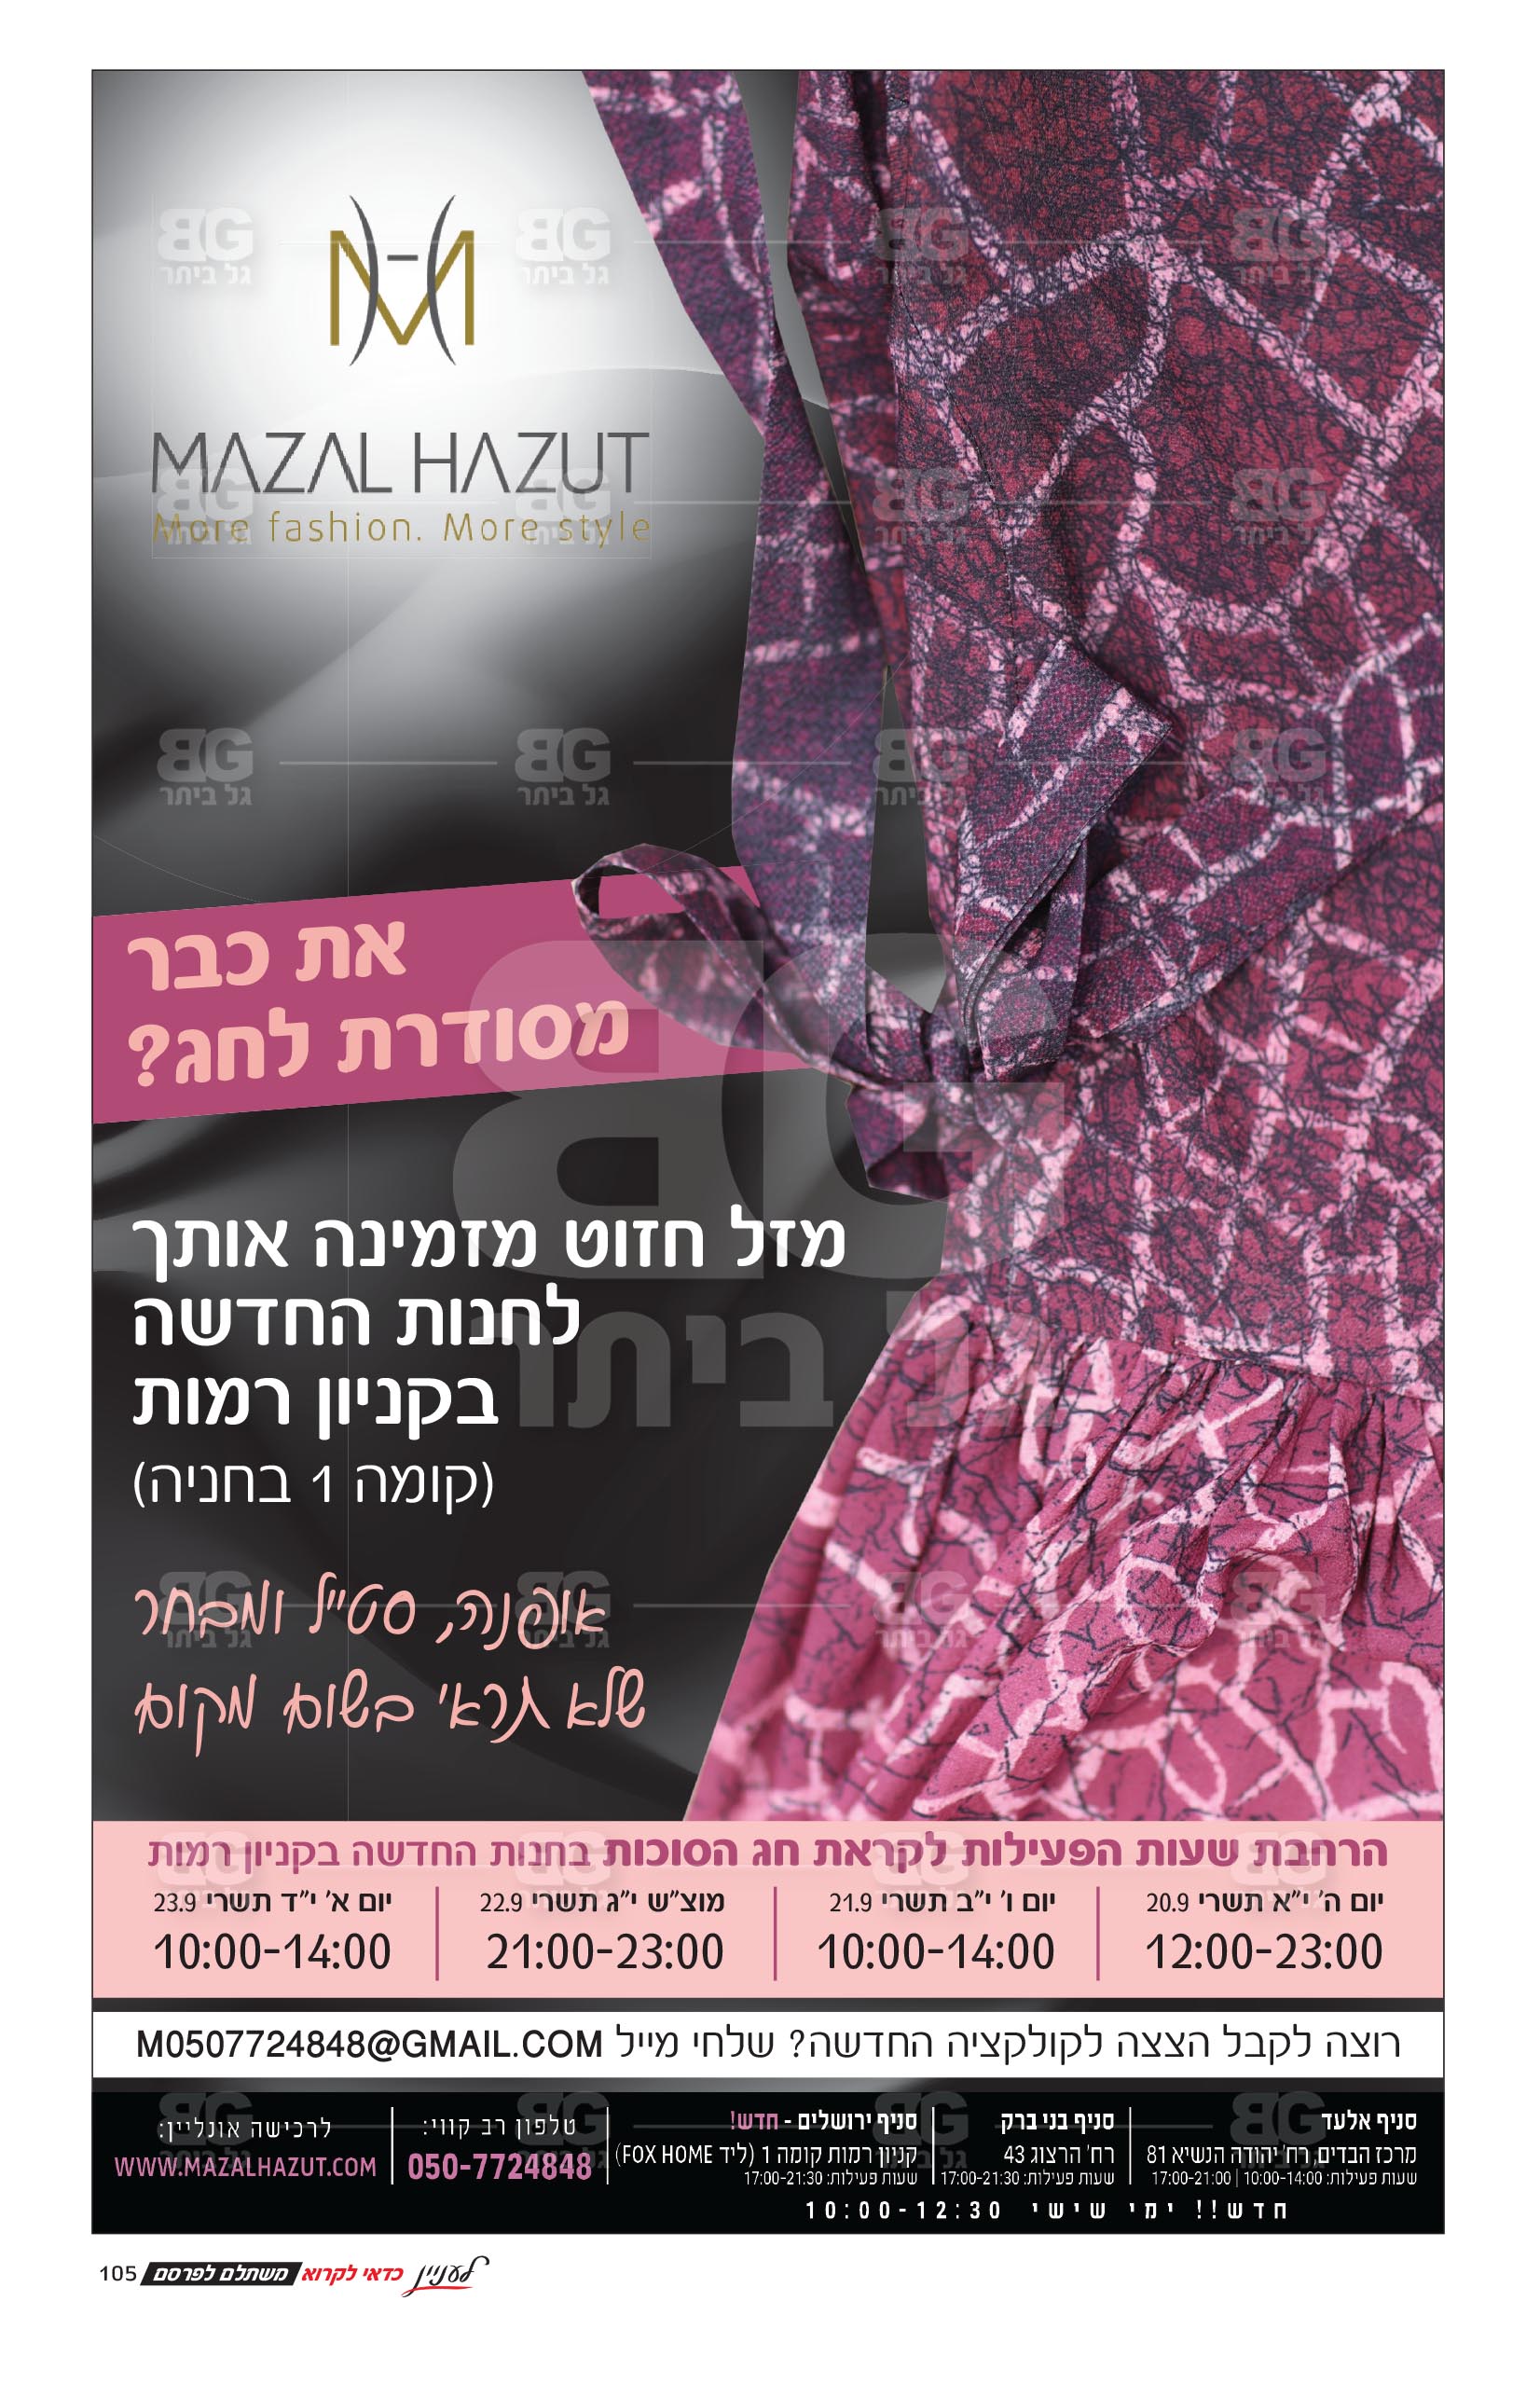 MAZAL HAZUT
More fashion. More style
את כבר
מסודרת לחג?
מזל חזוט מזמינה אותך
לחנות החדשה
בקניון רמות
(קומה 1 בחניה)
אופנה, סטייל ומבחר
שלא תראי בשום מקום
הרחבת שעות הפעילות לקראת חג הסוכות בחנות החדשה בקניון רמות
יום ה' י"א תשרי 20.9
12:00-23:00
יום ו' י"ב תשרי 21.9
10:00-14:00
מוצ"ש י"ג תשרי 22.9
21:00-23:00
יום א' י"ד תשרי 23.9
10:00-14:00
רוצה לקבל הצצה לקולקציה החדשה? שלחי מייל M0507724848@GMAIL.COM
סניף אלעד
מרכז הבדים, רח' יהודה הנשיא 81
שעות פעילות: 10:00-14:00 | 17:00-21:00
סניף בני ברק
רח' הרצוג 43
שעות פעילות: 17:00-21:30
סניף ירושלים - חדש!
קניון רמות קומה 1 (ליד FOX HOME)
שעות פעילות: 17:00-21:30
חדש!! ימי שישי 10:00-12:30
טלפון רב קווי:
050-7724848
לרכישה אונליין:
WWW.MAZALHAZUT.COM
לעניין כדאי לקרוא משתלם לפרסם 105
BG
גל ביתר